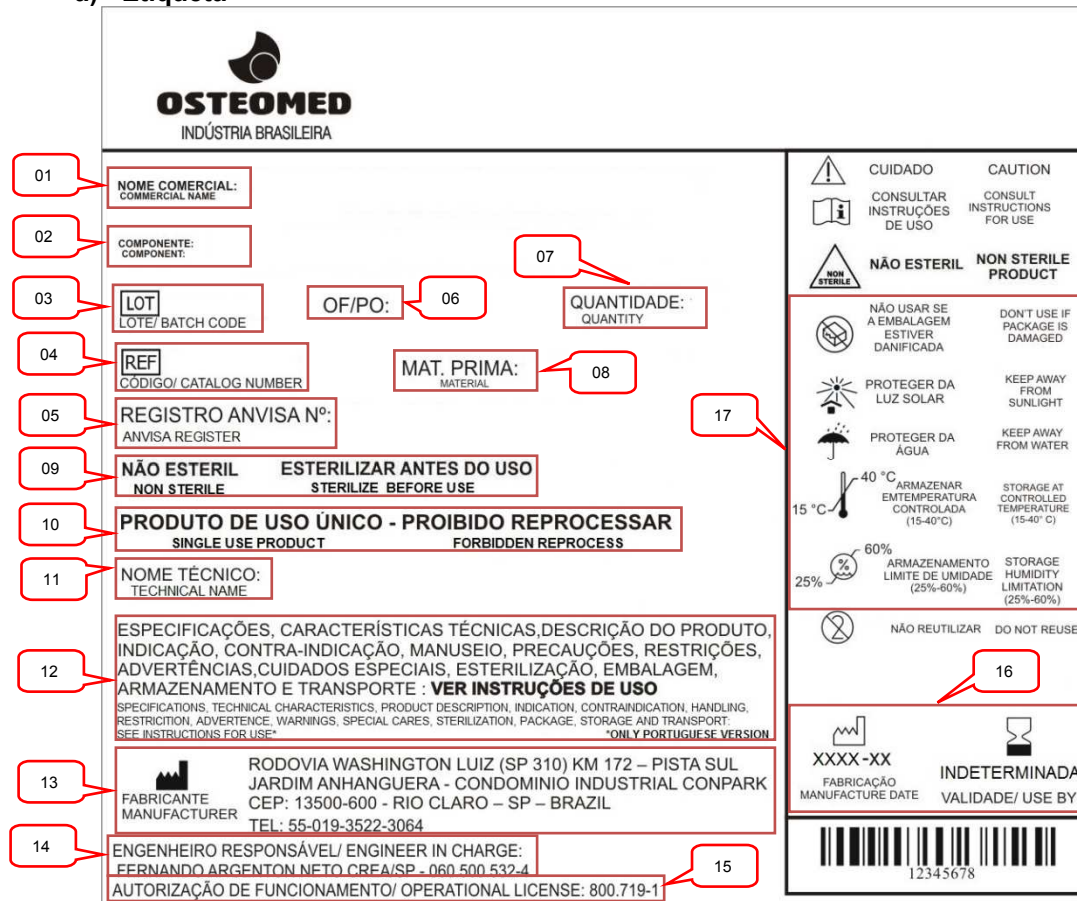 a) Etiqueta
OSTEOMED
INDÚSTRIA BRASILEIRA
01
NOME COMERCIAL:
COMMERCIAL NAME
02
COMPONENTE:
COMPONENT:
03
LOT
LOTE/ BATCH CODE
OF/PO:
06
07
QUANTIDADE:
QUANTITY
04
REF
CÓDIGO/ CATALOG NUMBER
MAT. PRIMA:
MATERIAL
08
05
REGISTRO ANVISA Nº:
ANVISA REGISTER
09
NÃO ESTERIL ESTERILIZAR ANTES DO USO
NON STERILE STERILIZE BEFORE USE
10
PRODUTO DE USO ÚNICO - PROIBIDO REPROCESSAR
SINGLE USE PRODUCT FORBIDDEN REPROCESS
11
NOME TÉCNICO:
TECHNICAL NAME
12
ESPECIFICAÇÕES, CARACTERÍSTICAS TÉCNICAS,DESCRIÇÃO DO PRODUTO,
INDICAÇÃO, CONTRA-INDICAÇÃO, MANUSEIO, PRECAUÇÕES, RESTRIÇÕES,
ADVERTÊNCIAS,CUIDADOS ESPECIAIS, ESTERILIZAÇÃO, EMBALAGEM,
ARMAZENAMENTO E TRANSPORTE : VER INSTRUÇÕES DE USO
SPECIFICATIONS, TECHNICAL CHARACTERISTICS, PRODUCT DESCRIPTION, INDICATION, CONTRAINDICATION, HANDLING,
RESTRICITION, ADVERTENCE, WARNINGS, SPECIAL CARES, STERILIZATION, PACKAGE, STORAGE AND TRANSPORT:
SEE INSTRUCTIONS FOR USE* *ONLY PORTUGUESE VERSION
13
FABRICANTE
MANUFACTURER
RODOVIA WASHINGTON LUIZ (SP 310) KM 172 – PISTA SUL
JARDIM ANHANGUERA - CONDOMINIO INDUSTRIAL CONPARK
CEP: 13500-600 - RIO CLARO – SP – BRAZIL
TEL: 55-019-3522-3064
14
ENGENHEIRO RESPONSÁVEL/ ENGINEER IN CHARGE:
FERNANDO ARGENTON NETO CREA/SP - 060.500.532-4
AUTORIZAÇÃO DE FUNCIONAMENTO/ OPERATIONAL LICENSE: 800.719-1
15
CUIDADO CAUTION
CONSULTAR
INSTRUÇÕES
DE USO
CONSULT
INSTRUCTIONS
FOR USE
NON
STERILE
NÃO ESTERIL
NON STERILE
PRODUCT
17
NÃO USAR SE
A EMBALAGEM
ESTIVER
DANIFICADA
DON'T USE IF
PACKAGE IS
DAMAGED
PROTEGER DA
LUZ SOLAR
KEEP AWAY
FROM
SUNLIGHT
PROTEGER DA
ÁGUA
KEEP AWAY
FROM WATER
40 °C
15 °C
ARMAZENAR
EMTEMPERATURA
CONTROLADA
(15-40°C)
STORAGE AT
CONTROLLED
TEMPERATURE
(15-40° C)
60%
25%
%
ARMAZENAMENTO
LIMITE DE UMIDADE
(25%-60%)
STORAGE
HUMIDITY
LIMITATION
(25%-60%)
2
NÃO REUTILIZAR DO NOT REUSE
16
XXXX-XX
FABRICAÇÃO
MANUFACTURE DATE
INDETERMINADA
VALIDADE/ USE BY
12345678